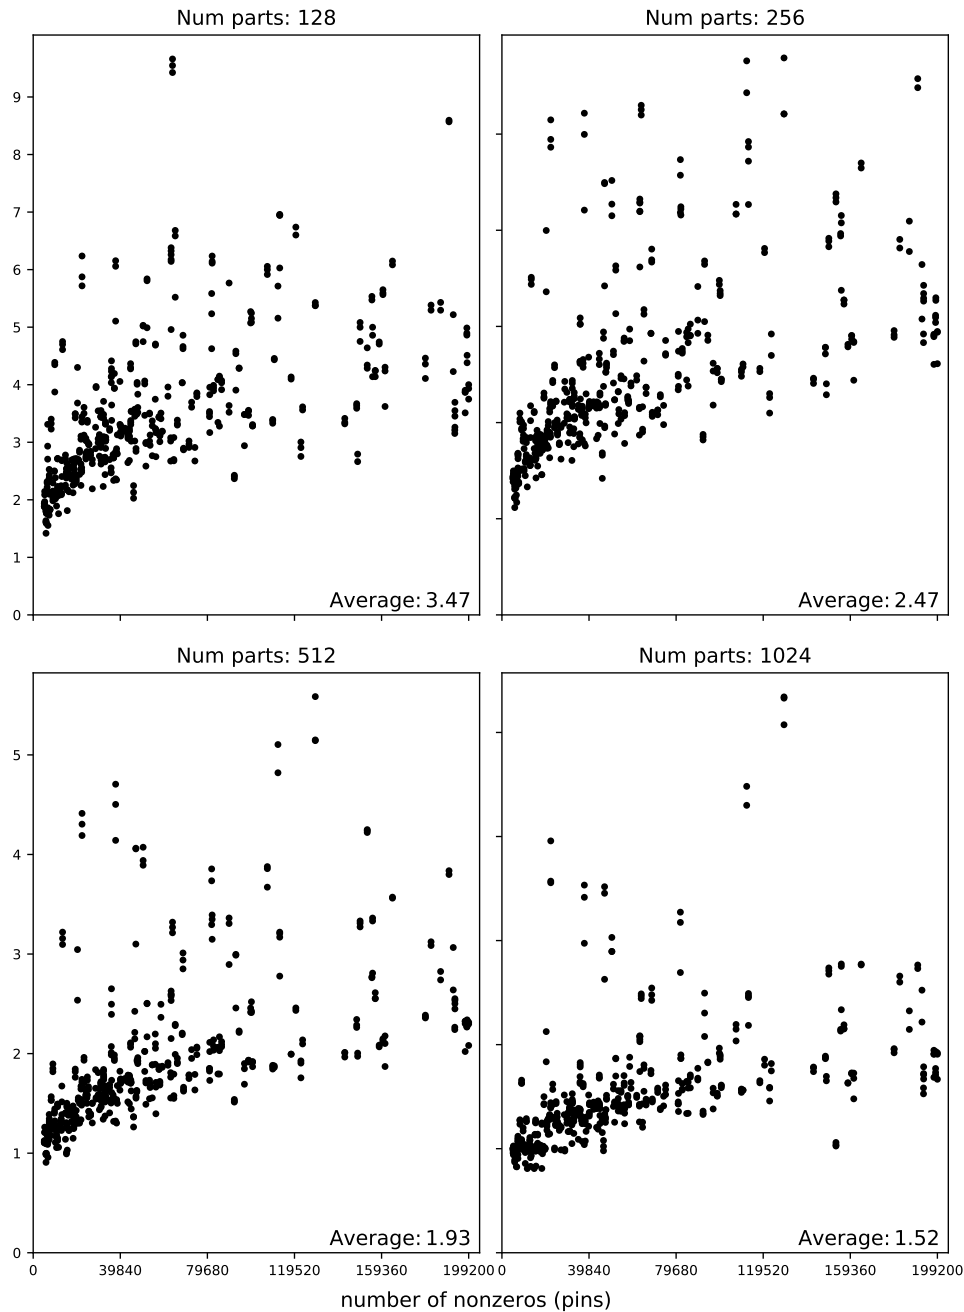 Num parts: 128
Num parts: 256
9
8
7
6
5
4
3
2
1
0
Average: 3.47
Average: 2.47
Num parts: 512
Num parts: 1024
5
4
3
2
1
0
Average: 1.93
Average: 1.52
0 39840 79680 119520 159360 199200
0 39840 79680 119520 159360 199200
number of nonzeros (pins)